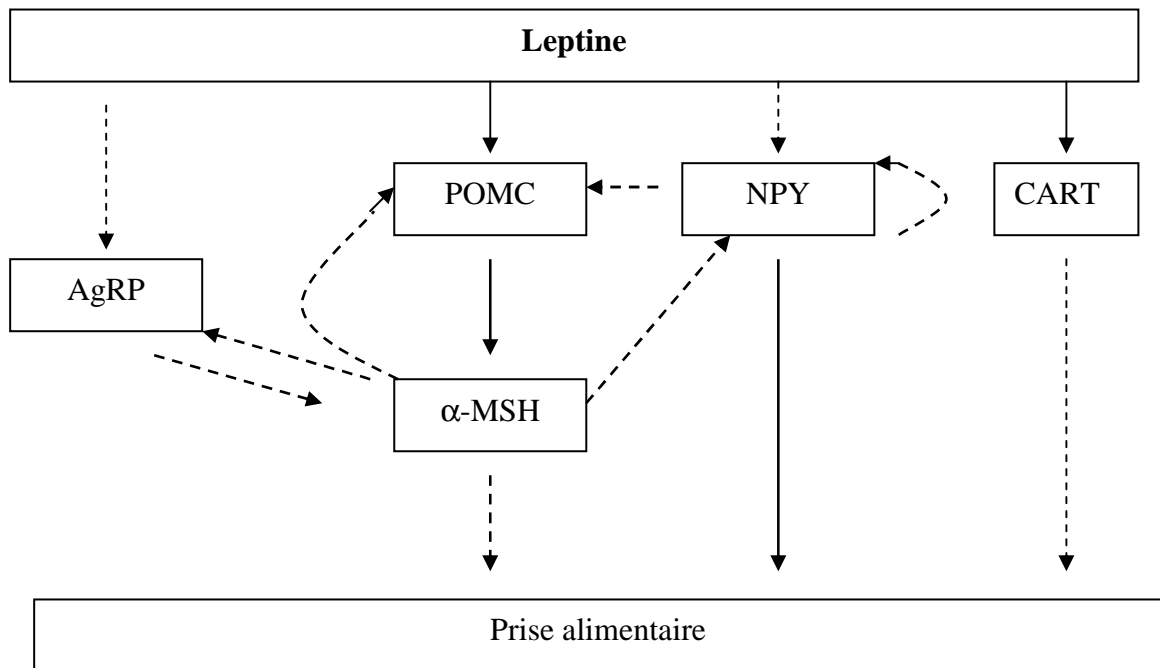 Leptine
POMC
NPY
CART
AgRP
α-MSH
Prise alimentaire